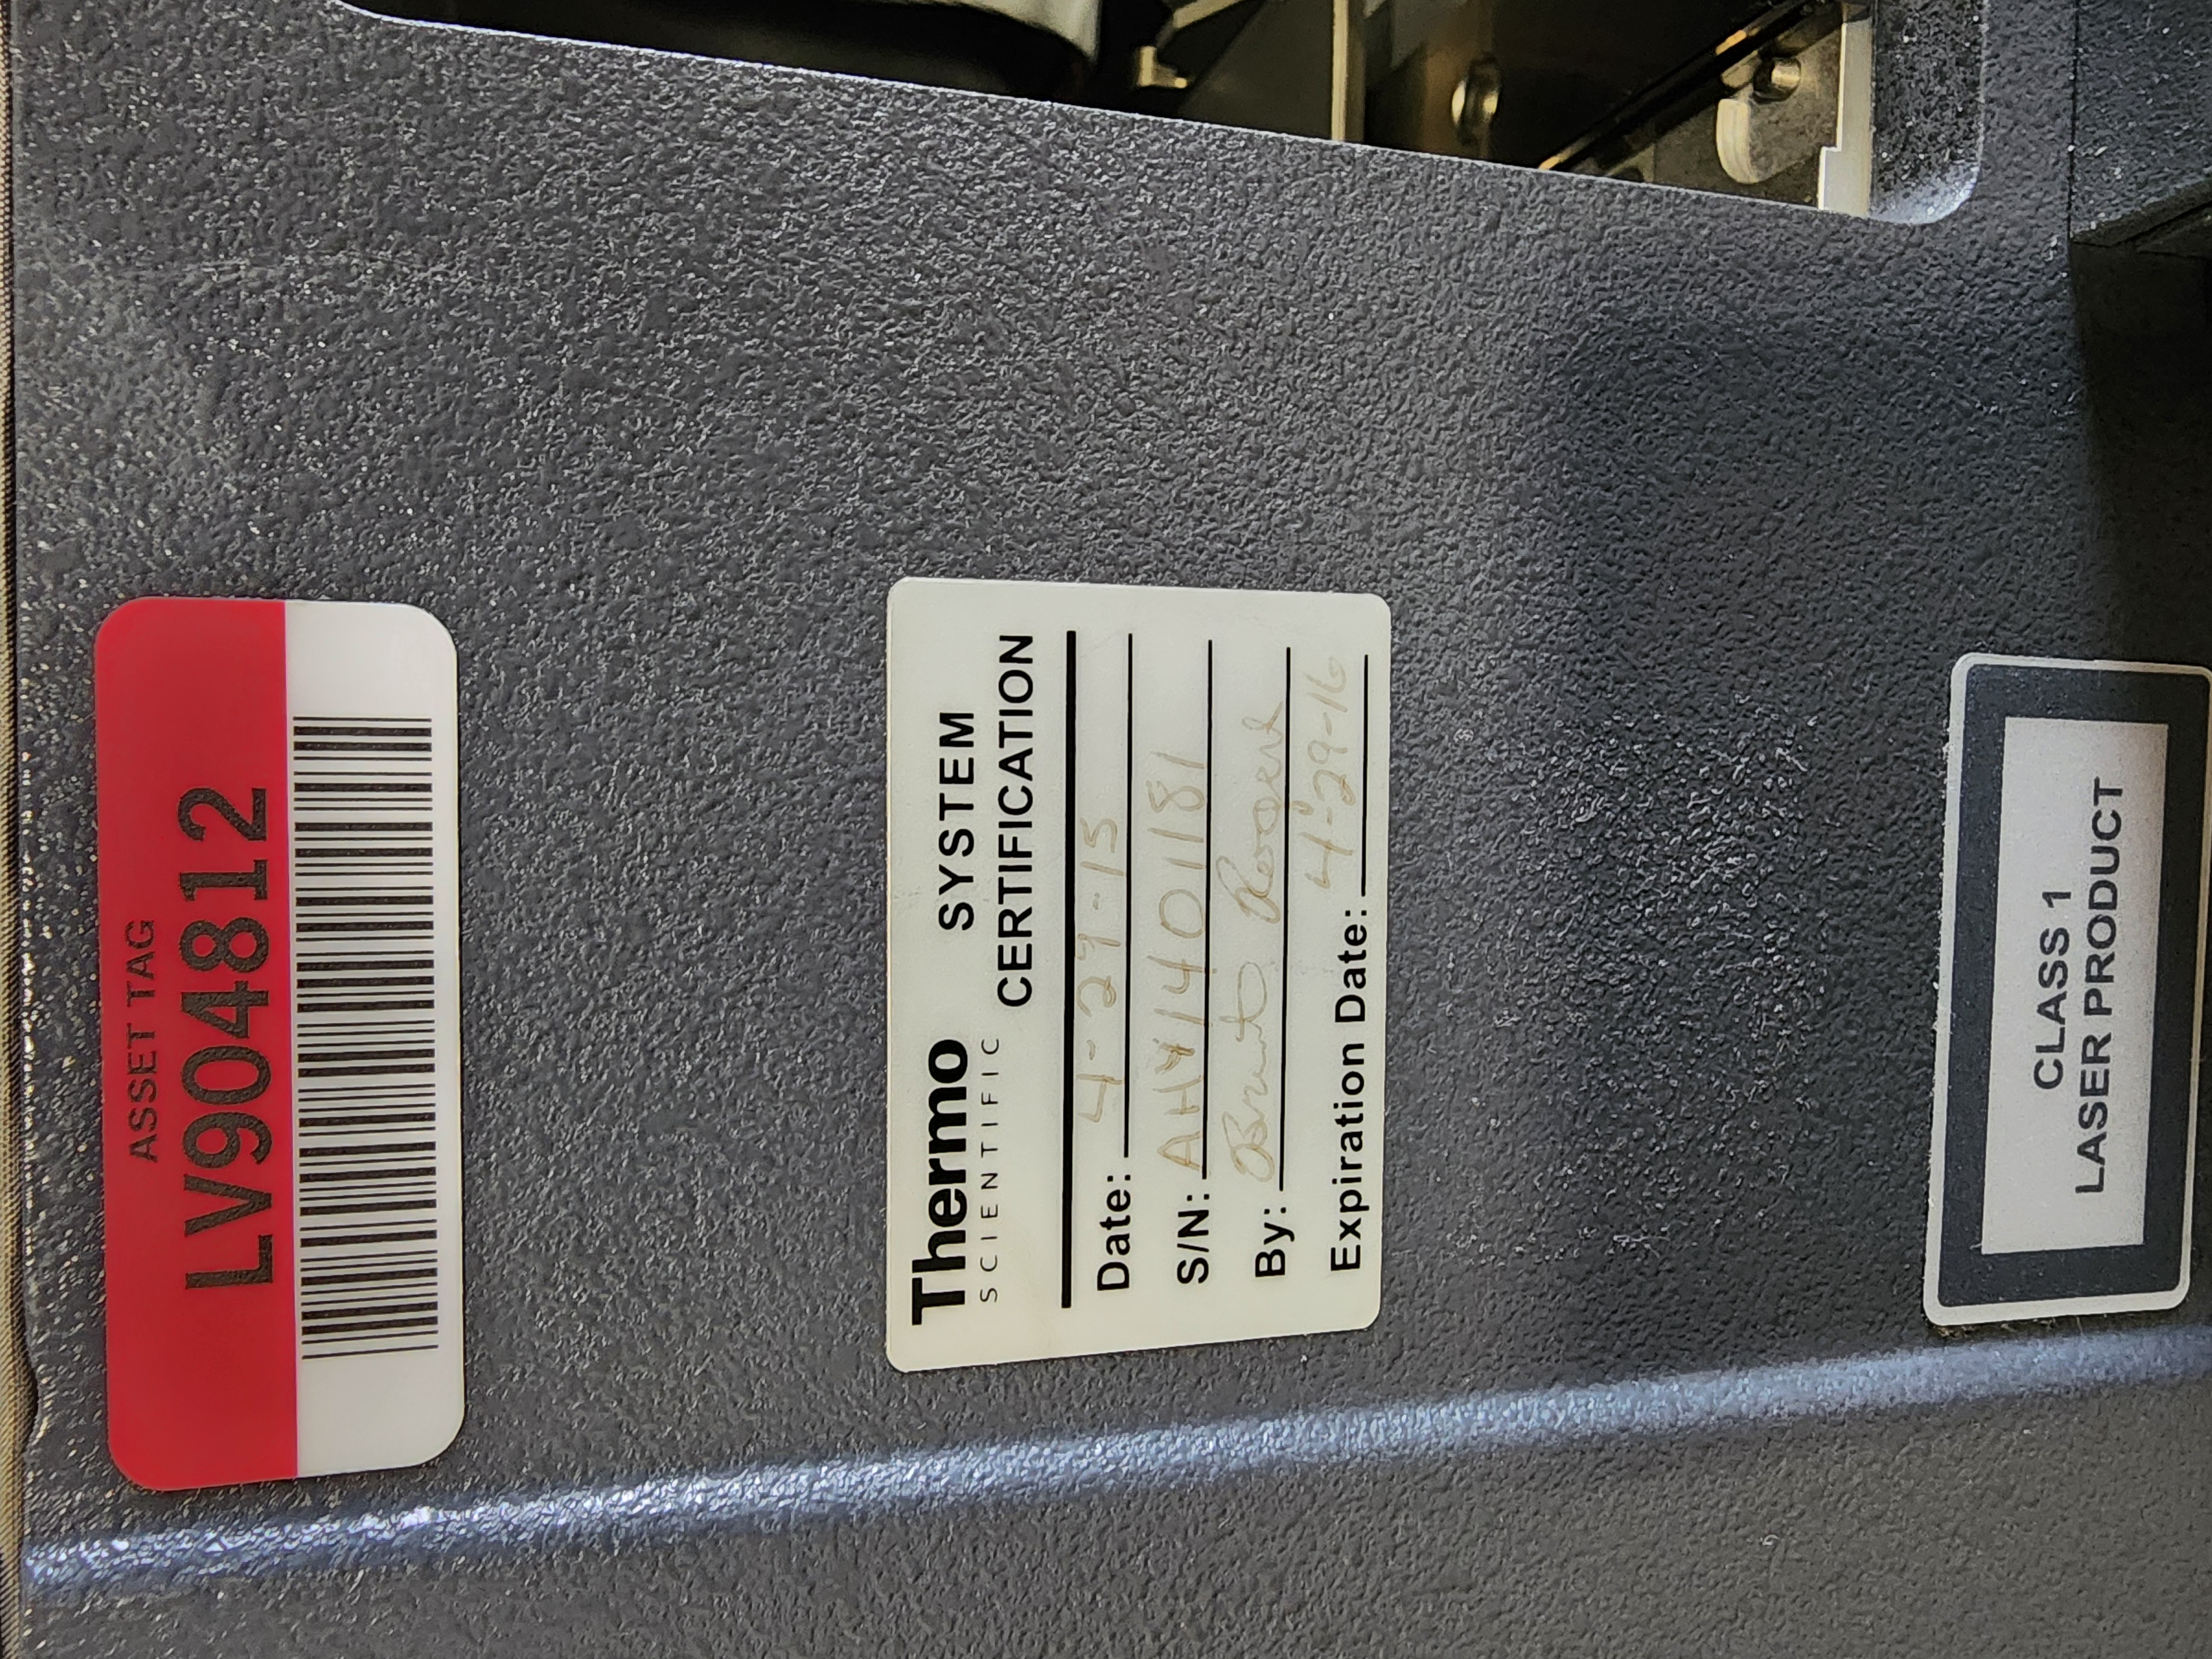 ASSET TAG
LV904812
Thermo
SCIENTIFIC
SYSTEM
CERTIFICATION
Date: 4-29-15
S/N: AHY1401181
By:
Expiration Date: 4-29-16
CLASS 1
LASER PRODUCT